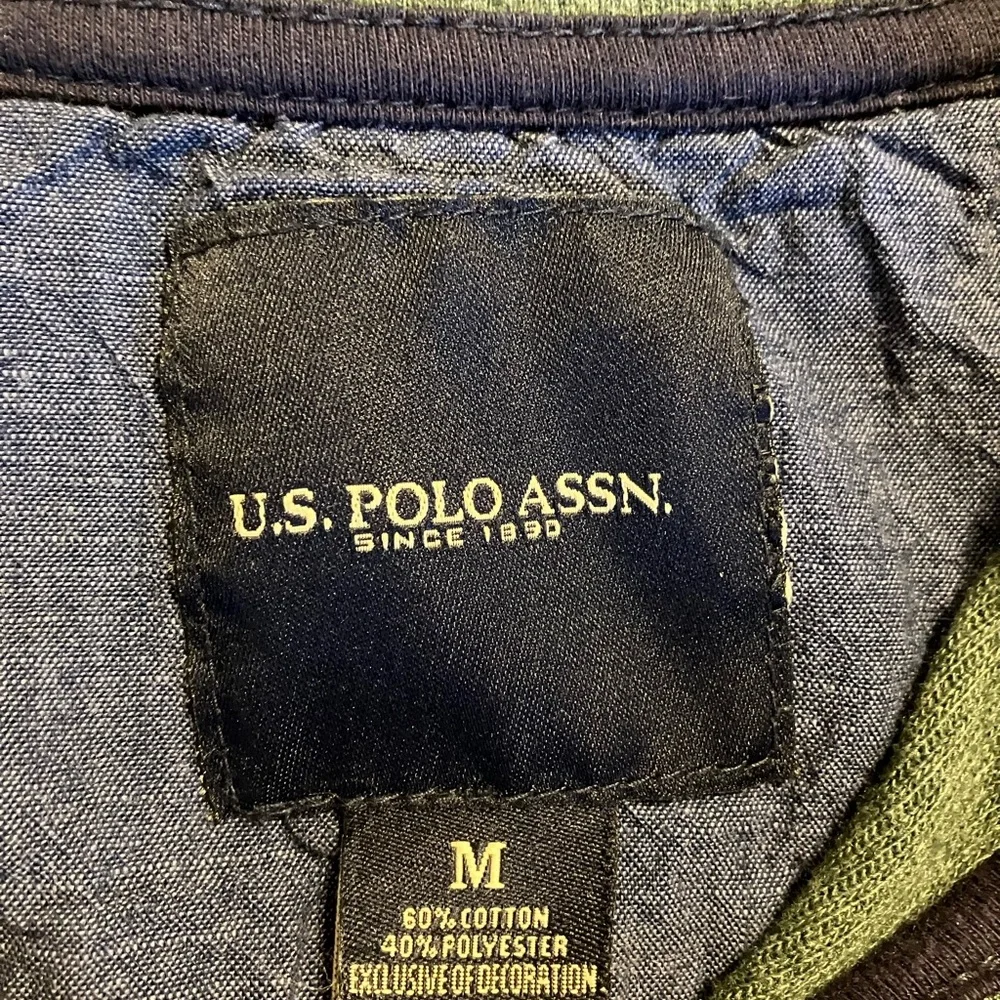 U.S. POLO ASSN.
SINCE 1890
M
60% COTTON
40% POLYESTER
EXCLUSIVE OF DECORATION